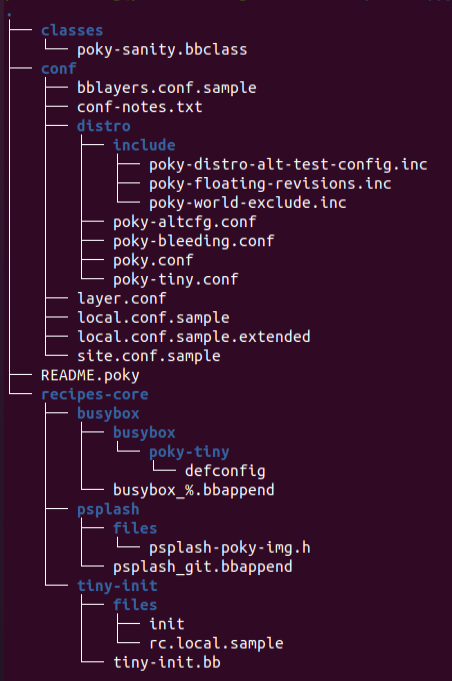 .
classes
poky-sanity.bbclass
conf
bblayers.conf.sample
conf-notes.txt
distro
include
poky-distro-alt-test-config.inc
poky-floating-revisions.inc
poky-world-exclude.inc
poky-altcfg.conf
poky-bleeding.conf
poky.conf
poky-tiny.conf
layer.conf
local.conf.sample
local.conf.sample.extended
site.conf.sample
README.poky
recipes-core
busybox
busybox
poky-tiny
defconfig
busybox_%.bbappend
psplash
files
psplash-poky-img.h
psplash_git.bbappend
tiny-init
files
init
rc.local.sample
tiny-init.bb